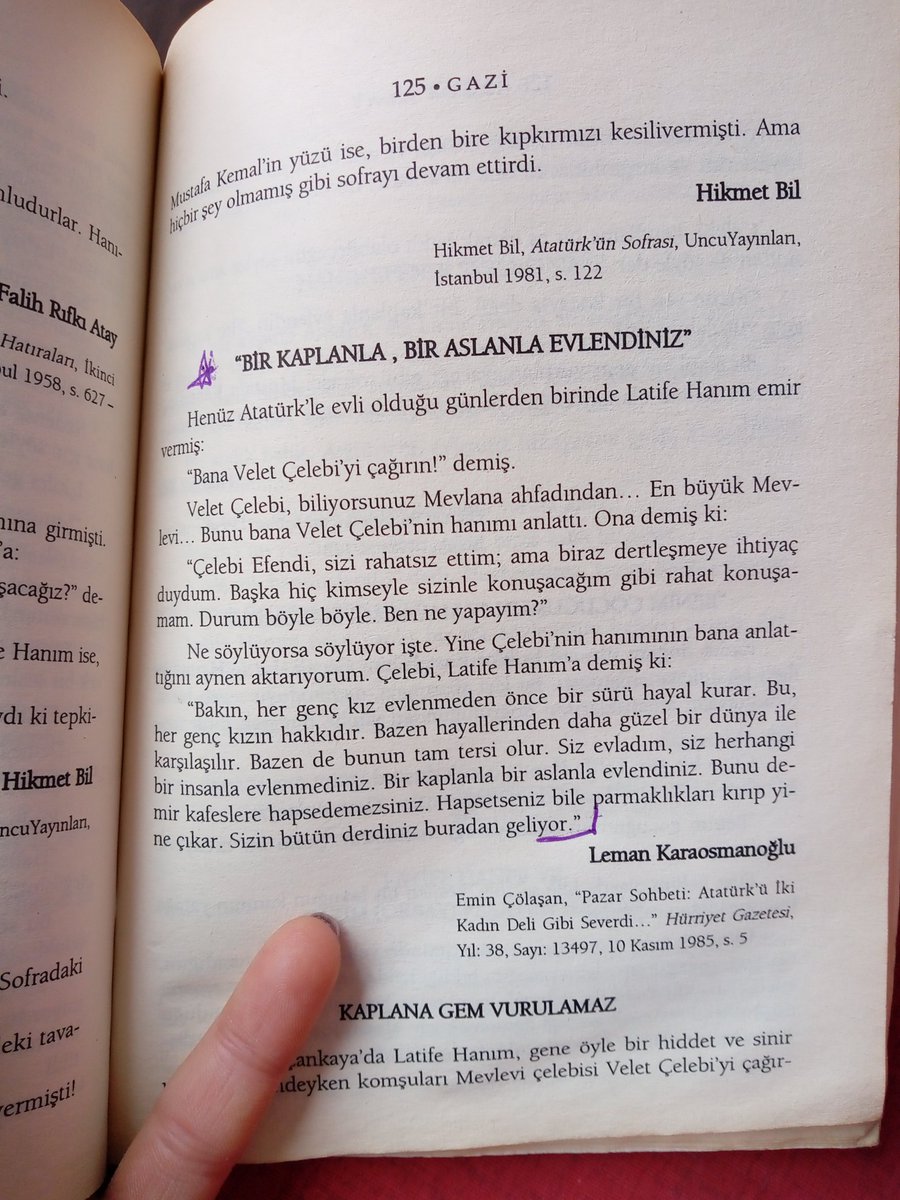 i.
nludurlar. Hanı-
Falih Rıfkı Atay
Hatıraları, İkinci
ul 1958, s. 627–
ına girmişti.
'a:
şacağız?” de-
e Hanım ise,
dı ki tepki-
Hikmet Bil
ncuYayınları,
Sofradaki
eki tava-
vermişti!
125 • GAZİ
Mustafa Kemal'in yüzü ise, birden bire kıpkırmızı kesilivermişti. Ama
hiçbir şey olmamış gibi sofrayı devam ettirdi.
Hikmet Bil
Hikmet Bil, Atatürk'ün Sofrası, UncuYayınları,
İstanbul 1981, s. 122
“BİR KAPLANLA , BİR ASLANLA EVLENDİNİZ”
Henüz Atatürk'le evli olduğu günlerden birinde Latife Hanım emir
vermiş:
“Bana Velet Çelebi'yi çağırın!” demiş.
Velet Çelebi, biliyorsunuz Mevlana ahfadından… En büyük Mev-
levi… Bunu bana Velet Çelebi'nin hanımı anlattı. Ona demiş ki:
“Çelebi Efendi, sizi rahatsız ettim; ama biraz dertleşmeye ihtiyaç
duydum. Başka hiç kimseyle sizinle konuşacağım gibi rahat konuşa-
mam. Durum böyle böyle. Ben ne yapayım?”
Ne söylüyorsa söylüyor işte. Yine Çelebi'nin hanımının bana anlat-
tığını aynen aktarıyorum. Çelebi, Latife Hanım'a demiş ki:
“Bakın, her genç kız evlenmeden önce bir sürü hayal kurar. Bu,
her genç kızın hakkıdır. Bazen hayallerinden daha güzel bir dünya ile
karşılaşılır. Bazen de bunun tam tersi olur. Siz evladım, siz herhangi
bir insanla evlenmediniz. Bir kaplanla bir aslanla evlendiniz. Bunu de-
mir kafeslere hapsedemezsiniz. Hapsetseniz bile parmaklıkları kırıp yi-
ne çıkar. Sizin bütün derdiniz buradan geliyor.”
Leman Karaosmanoğlu
Emin Çölaşan, “Pazar Sohbeti: Atatürk'ü İki
Kadın Deli Gibi Severdi…” Hürriyet Gazetesi,
Yıl: 38, Sayı: 13497, 10 Kasım 1985, s. 5
KAPLANA GEM VURULAMAZ
ankaya'da Latife Hanım, gene öyle bir hiddet ve sinir
ideyken komşuları Mevlevi çelebisi Velet Çelebi'yi çağır-